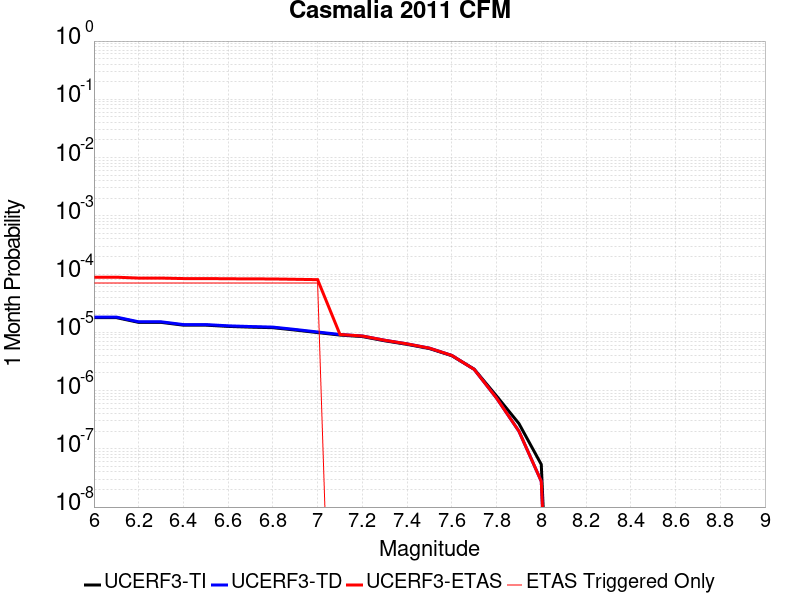 Casmalia 2011 CFM
10^0
10^-1
10^-2
10^-3
10^-4
10^-5
10^-6
10^-7
10^-8
1 Month Probability
6 6.2 6.4 6.6 6.8 7 7.2 7.4 7.6 7.8 8 8.2 8.4 8.6 8.8 9
Magnitude
UCERF3-TI UCERF3-TD UCERF3-ETAS ETAS Triggered Only